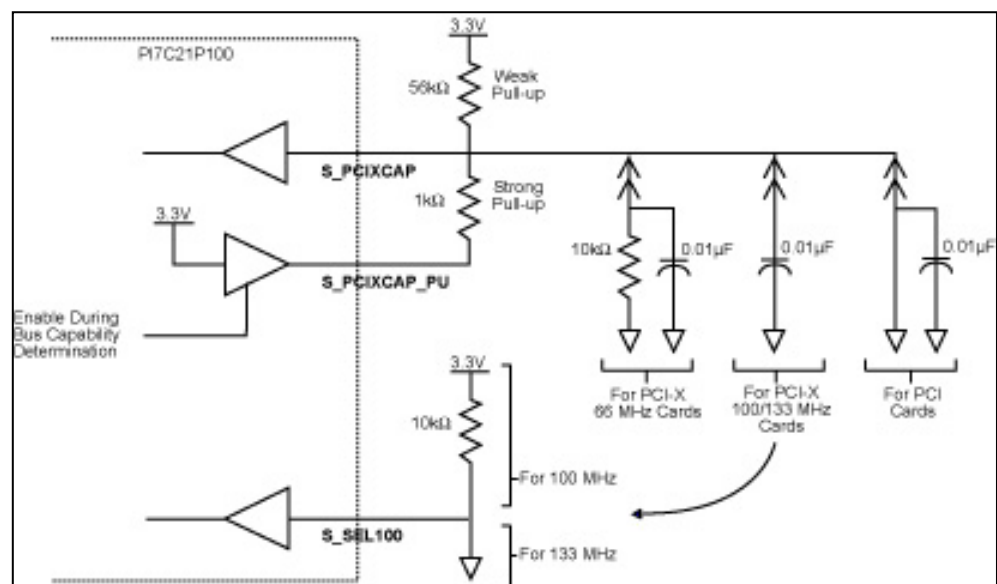 PI7C21P100
3.3V
56kΩ
Weak
Pull-up
S_PCIXCAP
1kΩ
Strong
Pull-up
3.3V
S_PCIXCAP_PU
Enable During
Bus Capability
Determination
10kΩ
0.01µF
0.01µF
0.01µF
For PCI-X
66 MHz Cards
For PCI-X
100/133 MHz
Cards
For PCI
Cards
3.3V
10kΩ
For 100 MHz
S_SEL100
For 133 MHz